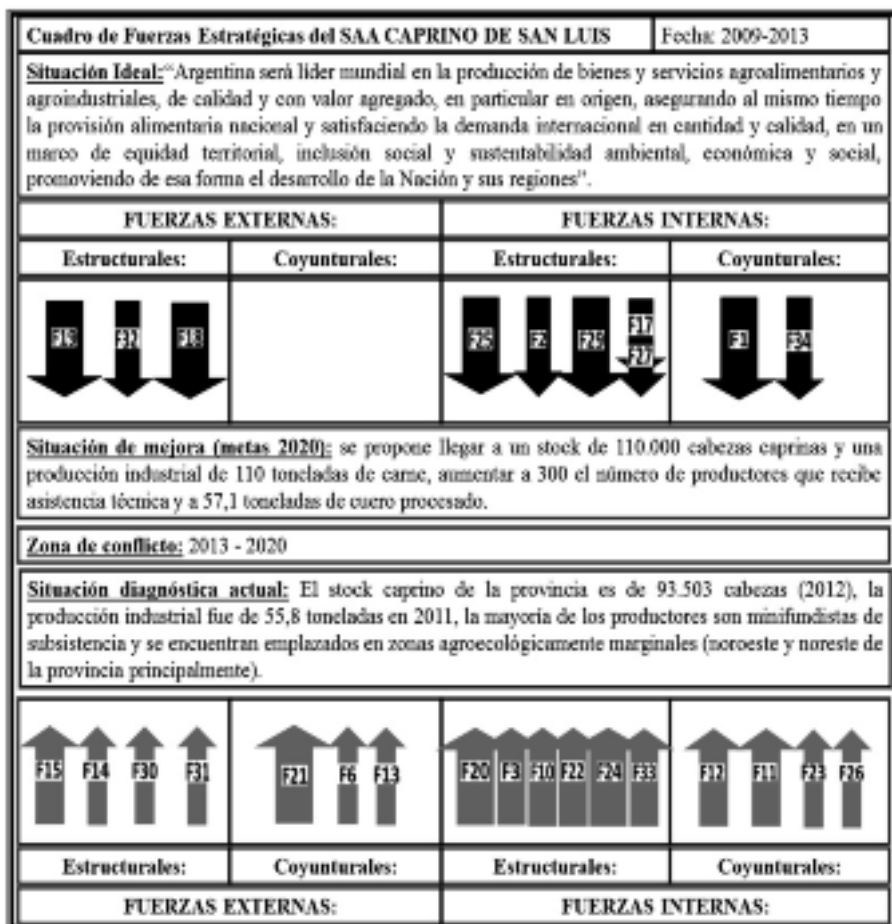 Cuadro de Fuerzas Estratégicas del SAA CAPRINO DE SAN LUIS
Fecha: 2009-2013
Situación Ideal:“Argentina será líder mundial en la producción de bienes y servicios agroalimentarios y
agroindustriales, de calidad y con valor agregado, en particular en origen, asegurando al mismo tiempo
la provisión alimentaria nacional y satisfaciendo la demanda internacional en cantidad y calidad, en un
marco de equidad territorial, inclusión social y sustentabilidad ambiental, económica y social,
promoviendo de esa forma el desarrollo de la Nación y sus regiones”.
FUERZAS EXTERNAS:
FUERZAS INTERNAS:
Estructurales:
Coyunturales:
Estructurales:
Coyunturales:
F32
F18
F2
F17
F27
F1
F34
Situación de mejora (metas 2020): se propone llegar a un stock de 110.000 cabezas caprinas y una
producción industrial de 110 toneladas de carne, aumentar a 300 el número de productores que recibe
asistencia técnica y a 57,1 toneladas de cuero procesado.
Zona de conflicto: 2013 - 2020
Situación diagnóstica actual: El stock caprino de la provincia es de 93.503 cabezas (2012), la
producción industrial fue de 55,8 toneladas en 2011, la mayoría de los productores son minifundistas de
subsistencia y se encuentran emplazados en zonas agroecológicamente marginales (noroeste y noreste de
la provincia principalmente).
F15
F14
F30
F31
F21
F6
F13
F20
F3
F10
F22
F24
F33
F12
F11
F23
F26
Estructurales:
Coyunturales:
Estructurales:
Coyunturales:
FUERZAS EXTERNAS:
FUERZAS INTERNAS: